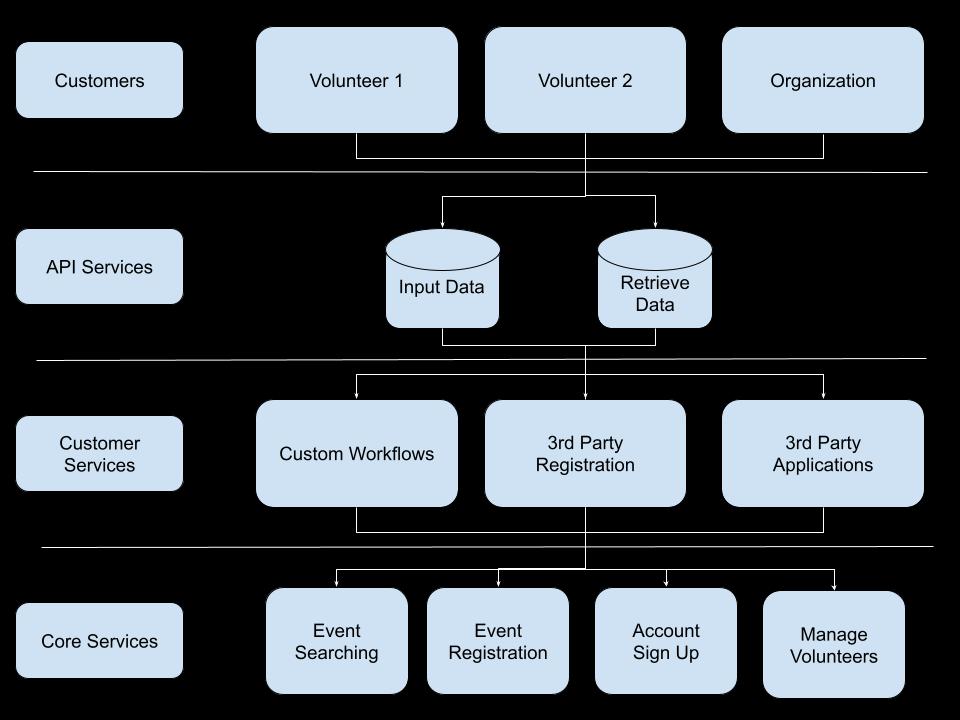 Customers
Volunteer 1
Volunteer 2
Organization
API Services
Input Data
Retrieve
Data
Customer
Services
Custom Workflows
3rd Party
Registration
3rd Party
Applications
Core Services
Event
Searching
Event
Registration
Account
Sign Up
Manage
Volunteers